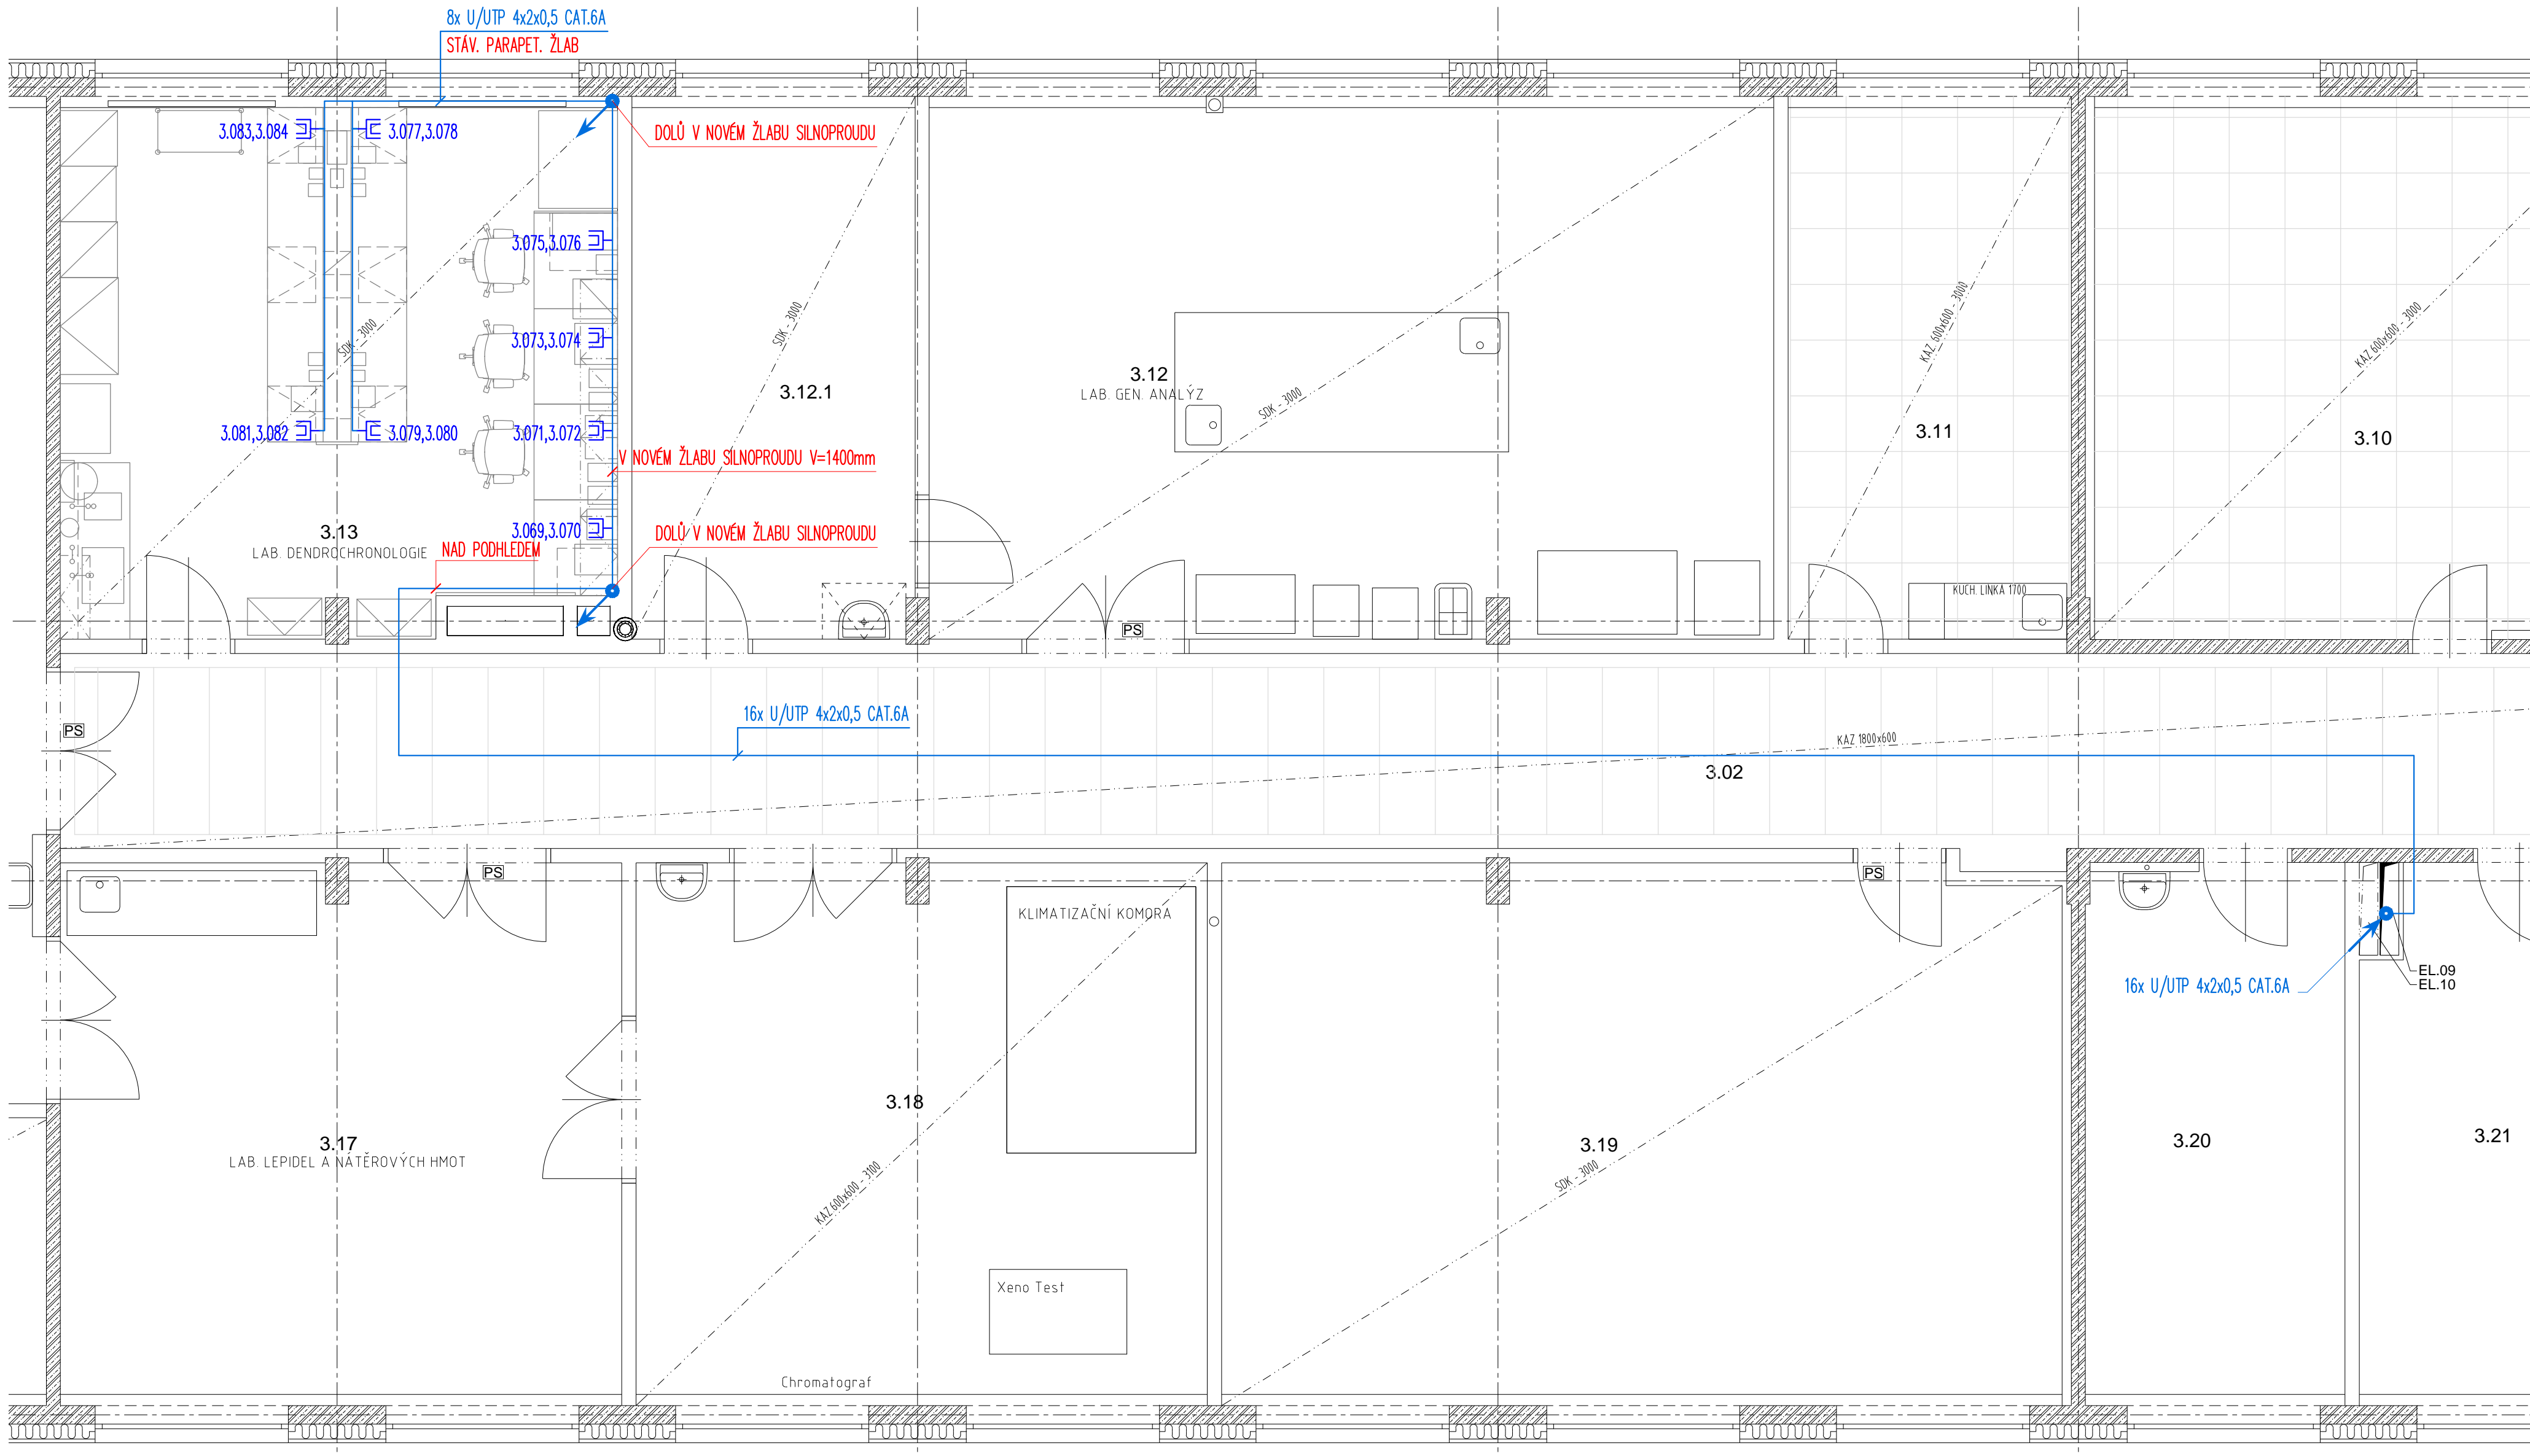 8x U/UTP 4x2x0,5 CAT.6A
STÁV. PARAPET. ŽLAB
3.083,3.084
3.077,3.078
DOLŮ V NOVÉM ŽLABU SILNOPROUDU
3.075,3.076
SDK - 3000
3.073,3.074
SDK - 3000
3.12.1
3.12
LAB. GEN. ANALÝZ
SDK - 3000
KAZ 600x600 - 3000
3.11
KAZ 600x600 - 3000
3.10
3.081,3.082
3.079,3.080
3.071,3.072
V NOVÉM ŽLABU SILNOPROUDU V=1400mm
3.13
LAB. DENDROCHRONOLOGIE
3.069,3.070
NAD PODHLEDEM
DOLŮ V NOVÉM ŽLABU SILNOPROUDU
KUCH. LINKA 1700
PS
PS
16x U/UTP 4x2x0,5 CAT.6A
KAZ 1800x600
3.02
PS
PS
KLIMATIZAČNÍ KOMORA
EL.09
EL.10
16x U/UTP 4x2x0,5 CAT.6A
3.17
LAB. LEPIDEL A NÁTĚROVÝCH HMOT
3.18
KAZ 600x600 - 3100
3.19
SDK - 3000
3.20
3.21
Xeno Test
Chromatograf